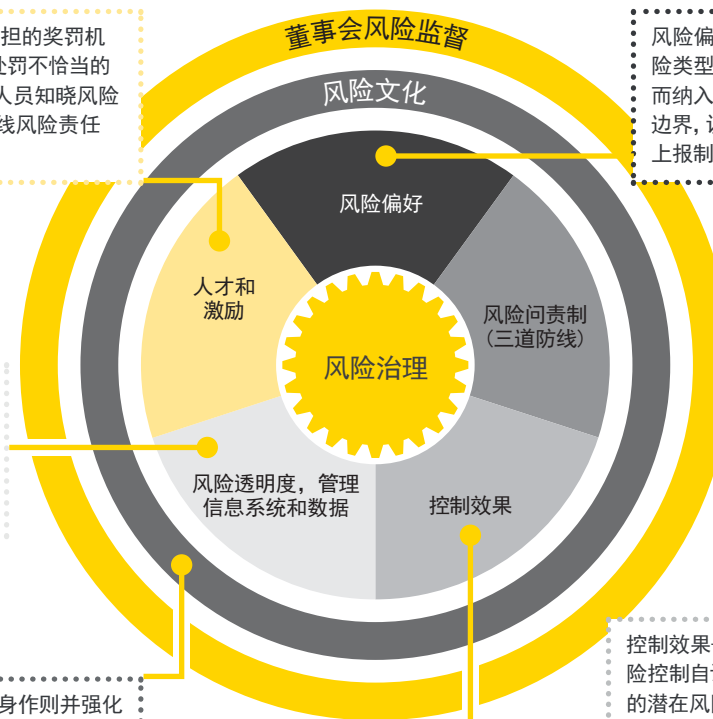 董事会风险监督
风险文化
担的奖罚机
处罚不恰当的
人员知晓风险
线风险责任
风险偏
险类型
而纳入
边界,
上报制
风险偏好
人才和
激励
风险问责制
(三道防线)
风险治理
风险透明度，管理
信息系统和数据
控制效果
身作则并强化
控制效果
险控制自
的潜在风